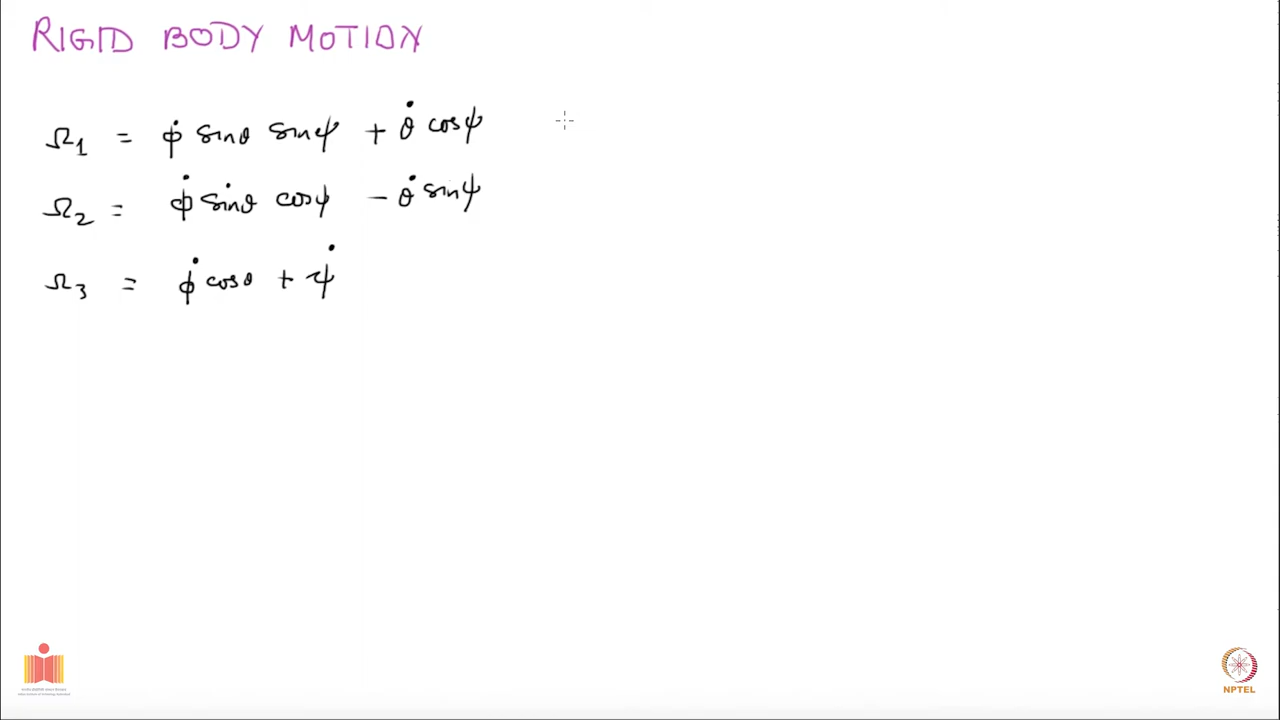 RIGID BODY MOTION
Ω₁ = φ̇ sinθ sinψ + θ̇ cosψ
Ω₂ = φ̇ sinθ cosψ − θ̇ sinψ
Ω₃ = φ̇ cosθ + ψ̇
NPTEL